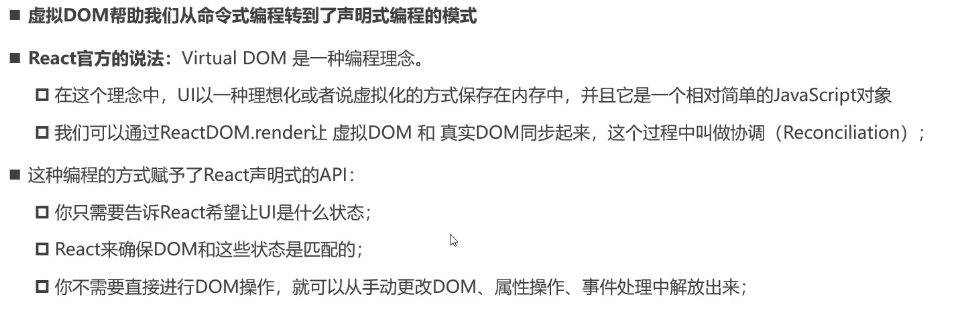 ■ 虚拟DOM帮助我们从命令式编程转到了声明式编程的模式
■ React官方的说法：Virtual DOM 是一种编程理念。
□ 在这个理念中，UI以一种理想化或者说虚拟化的方式保存在内存中，并且它是一个相对简单的JavaScript对象
□ 我们可以通过ReactDOM.render让 虚拟DOM 和 真实DOM同步起来，这个过程中叫做协调（Reconciliation）;
■ 这种编程的方式赋予了React声明式的API：
□ 你只需要告诉React希望让UI是什么状态;
□ React来确保DOM和这些状态是匹配的;
□ 你不需要直接进行DOM操作，就可以从手动更改DOM、属性操作、事件处理中解放出来;